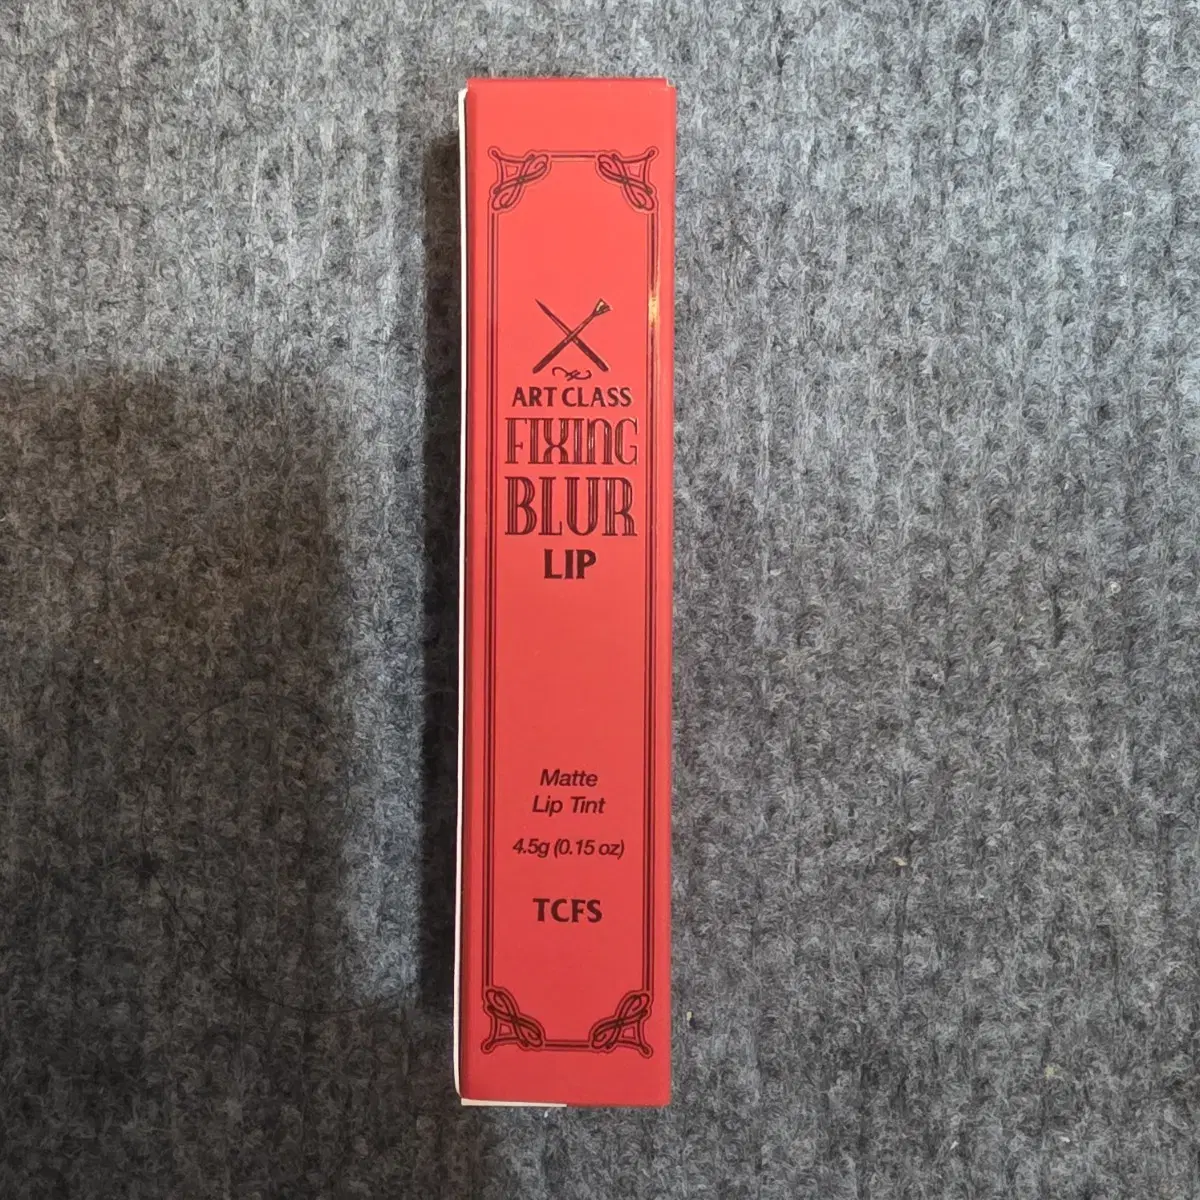 ART CLASS
FIXING
BLUR
LIP
Matte
Lip Tint
4.5g (0.15 oz)
TCFS